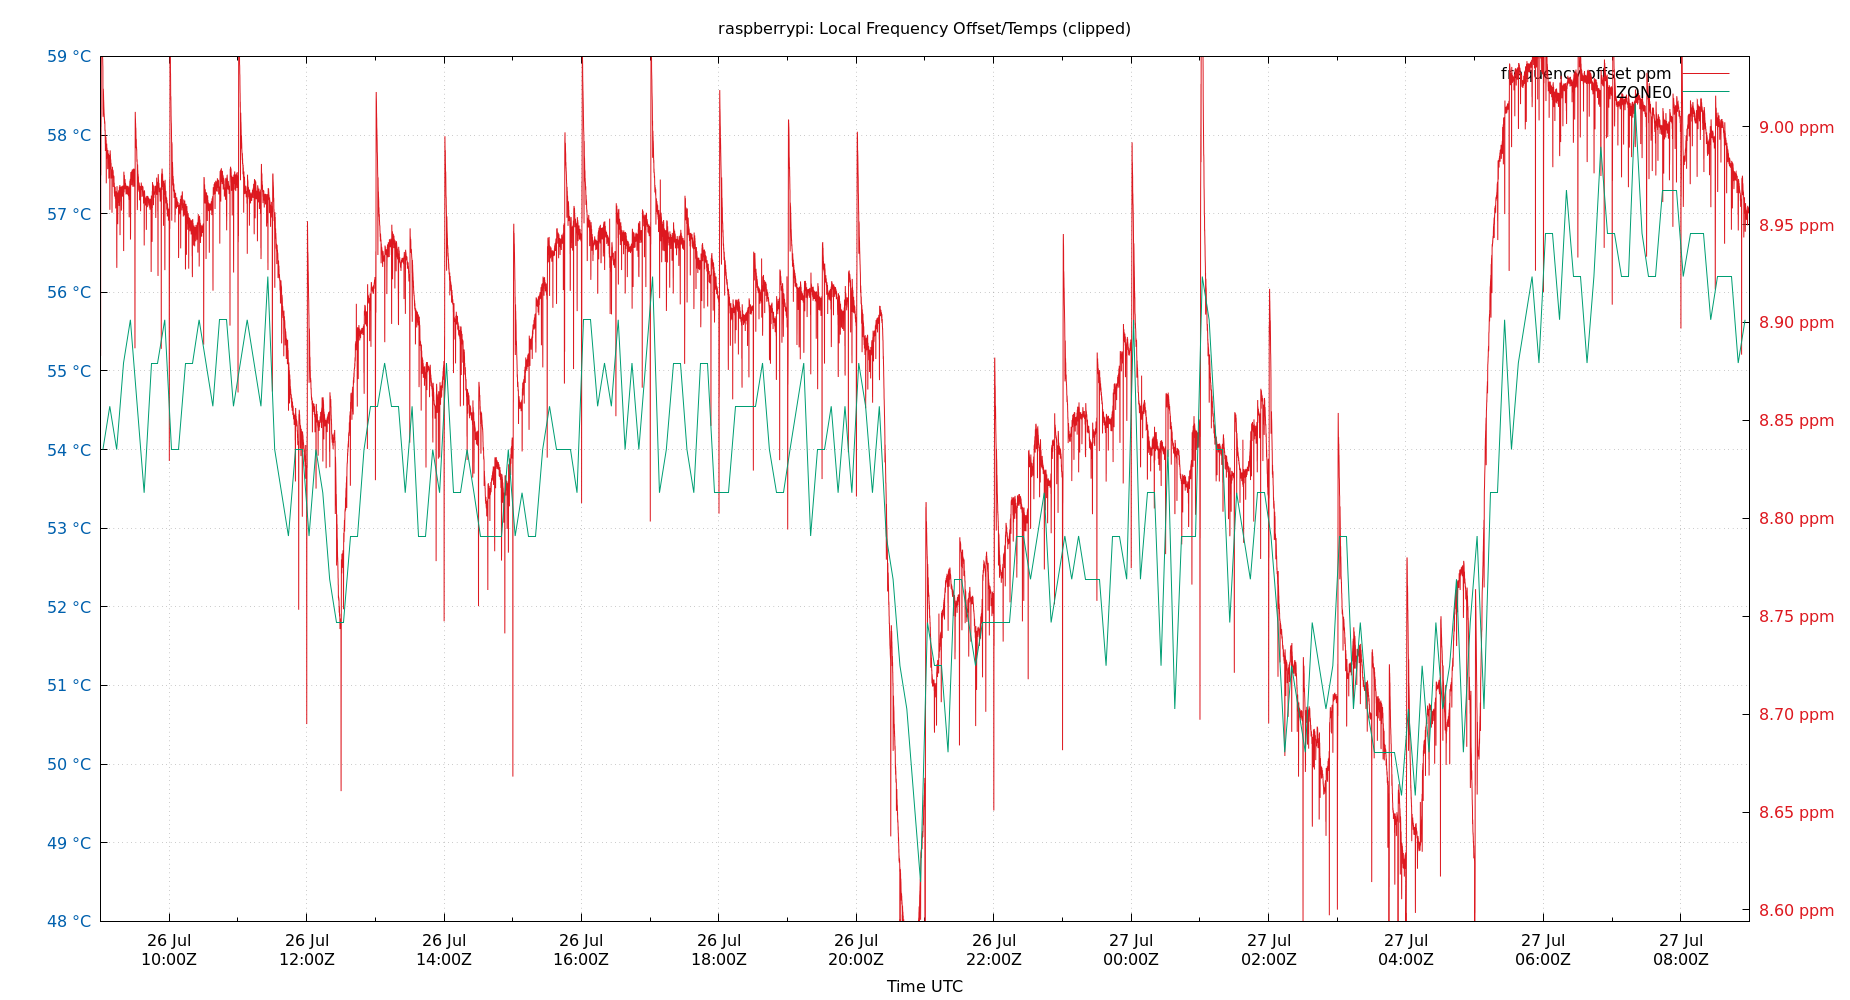 raspberrypi: Local Frequency Offset/Temps (clipped)
59 °C
58 °C
57 °C
56 °C
55 °C
54 °C
53 °C
52 °C
51 °C
50 °C
49 °C
48 °C
frequency offset ppm
ZONE0
9.00 ppm
8.95 ppm
8.90 ppm
8.85 ppm
8.80 ppm
8.75 ppm
8.70 ppm
8.65 ppm
8.60 ppm
26 Jul 26 Jul 26 Jul 26 Jul 26 Jul 26 Jul 26 Jul 27 Jul 27 Jul 27 Jul 27 Jul 27 Jul
10:00Z 12:00Z 14:00Z 16:00Z 18:00Z 20:00Z 22:00Z 00:00Z 02:00Z 04:00Z 06:00Z 08:00Z
Time UTC